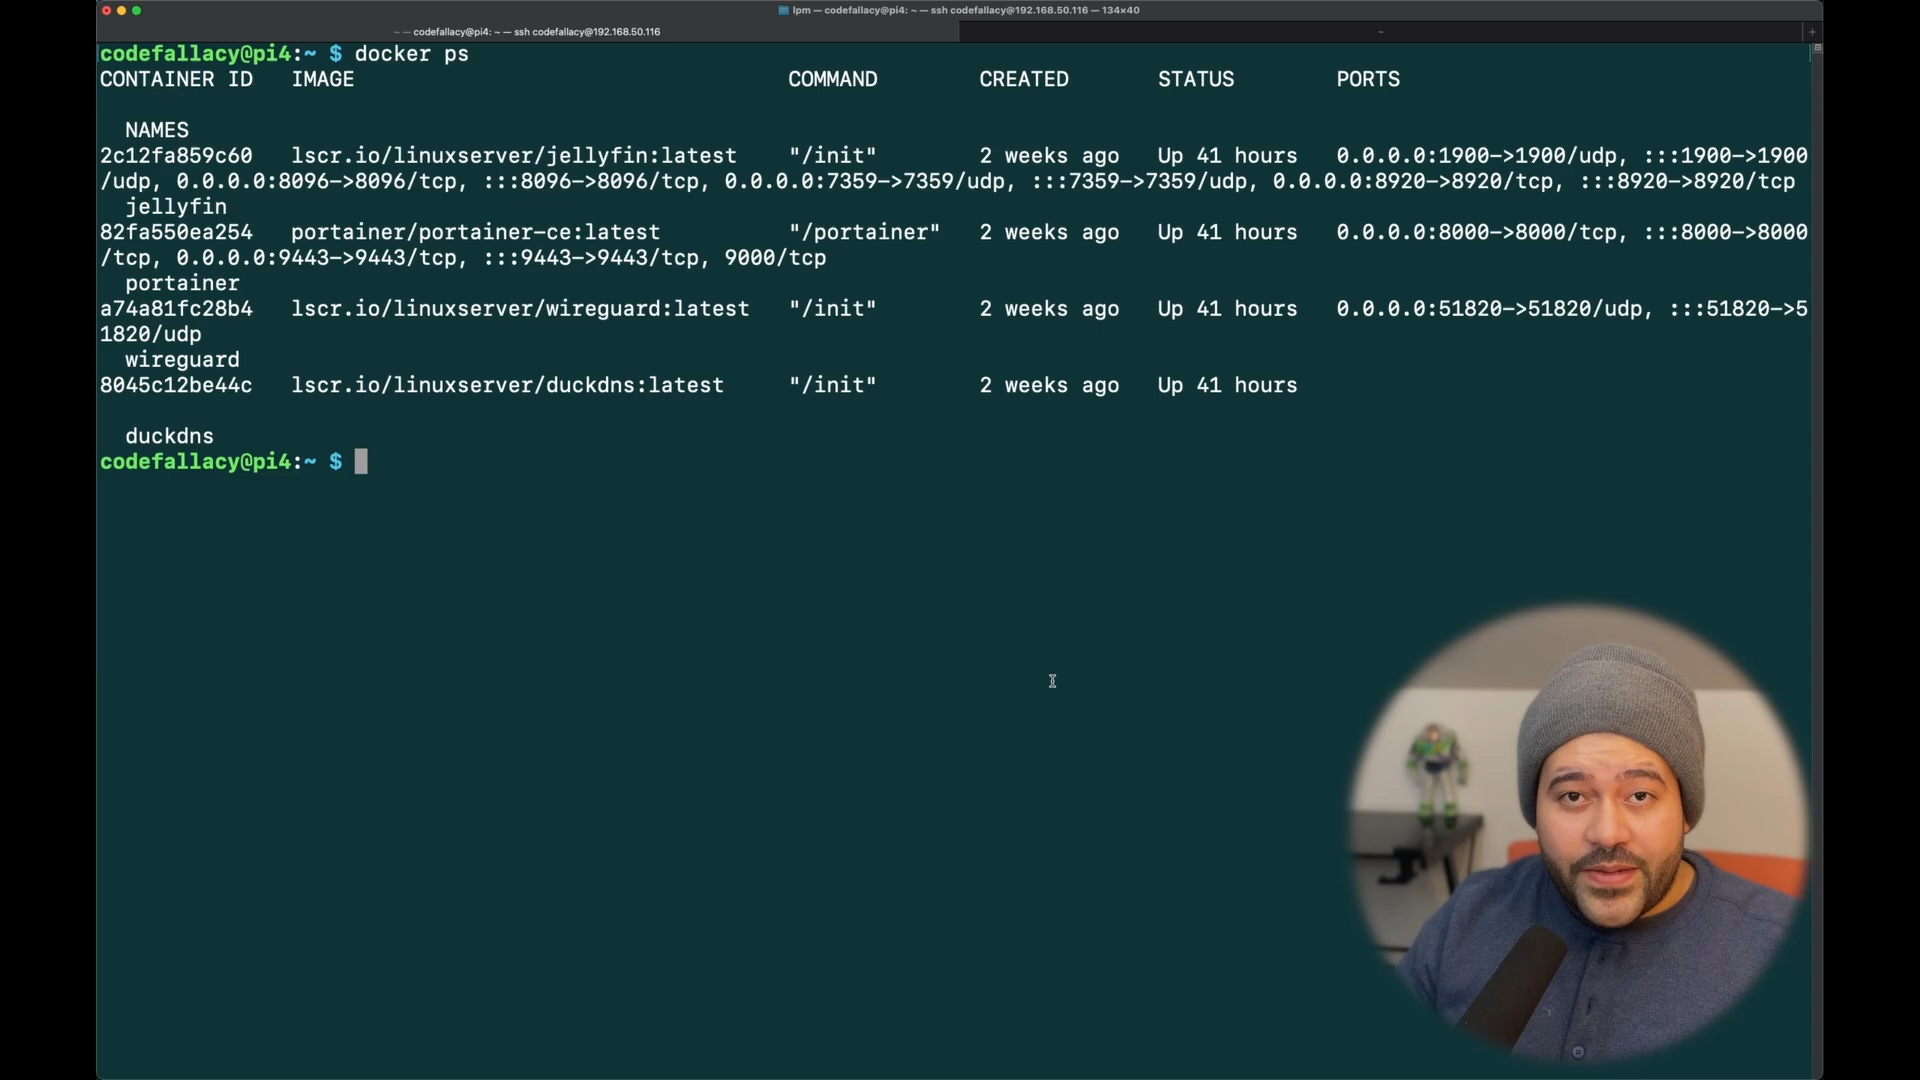 lpm — codefallacy@pi4: ~ — ssh codefallacy@192.168.50.116 — 134×40
~ — codefallacy@pi4: ~ — ssh codefallacy@192.168.50.116
~
+
codefallacy@pi4:~ $ docker ps
CONTAINER ID   IMAGE                                  COMMAND        CREATED       STATUS        PORTS
NAMES
2c12fa859c60   lscr.io/linuxserver/jellyfin:latest    "/init"        2 weeks ago   Up 41 hours   0.0.0.0:1900->1900/udp, :::1900->1900
/udp, 0.0.0.0:8096->8096/tcp, :::8096->8096/tcp, 0.0.0.0:7359->7359/udp, :::7359->7359/udp, 0.0.0.0:8920->8920/tcp, :::8920->8920/tcp
jellyfin
82fa550ea254   portainer/portainer-ce:latest          "/portainer"   2 weeks ago   Up 41 hours   0.0.0.0:8000->8000/tcp, :::8000->8000
/tcp, 0.0.0.0:9443->9443/tcp, :::9443->9443/tcp, 9000/tcp
portainer
a74a81fc28b4   lscr.io/linuxserver/wireguard:latest   "/init"        2 weeks ago   Up 41 hours   0.0.0.0:51820->51820/udp, :::51820->5
1820/udp
wireguard
8045c12be44c   lscr.io/linuxserver/duckdns:latest     "/init"        2 weeks ago   Up 41 hours
duckdns
codefallacy@pi4:~ $